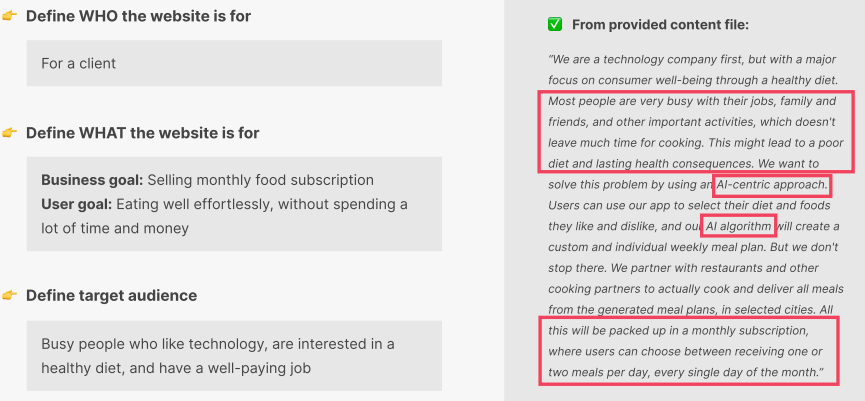 👉 Define WHO the website is for
For a client
👉 Define WHAT the website is for
Business goal: Selling monthly food subscription
User goal: Eating well effortlessly, without spending a
lot of time and money
👉 Define target audience
Busy people who like technology, are interested in a
healthy diet, and have a well-paying job
✅ From provided content file:
“We are a technology company first, but with a major
focus on consumer well-being through a healthy diet.
Most people are very busy with their jobs, family and
friends, and other important activities, which doesn't
leave much time for cooking. This might lead to a poor
diet and lasting health consequences. We want to
solve this problem by using an AI-centric approach.
Users can use our app to select their diet and foods
they like and dislike, and our AI algorithm will create a
custom and individual weekly meal plan. But we don't
stop there. We partner with restaurants and other
cooking partners to actually cook and deliver all meals
from the generated meal plans, in selected cities. All
this will be packed up in a monthly subscription,
where users can choose between receiving one or
two meals per day, every single day of the month.”